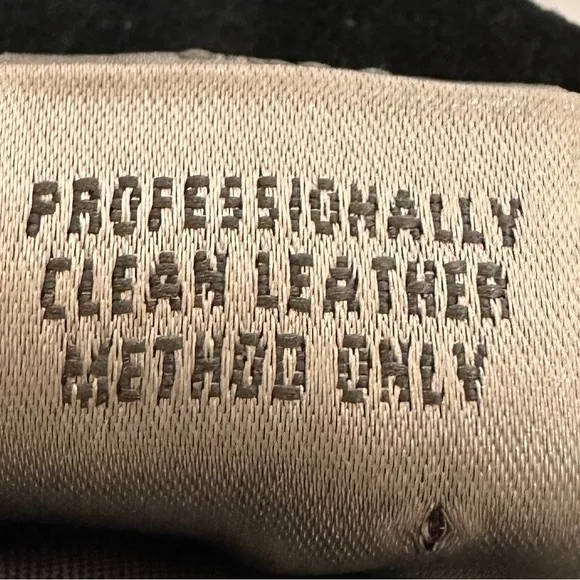 PROFESSIONALLY
CLEAN LEATHER
METHOD ONLY